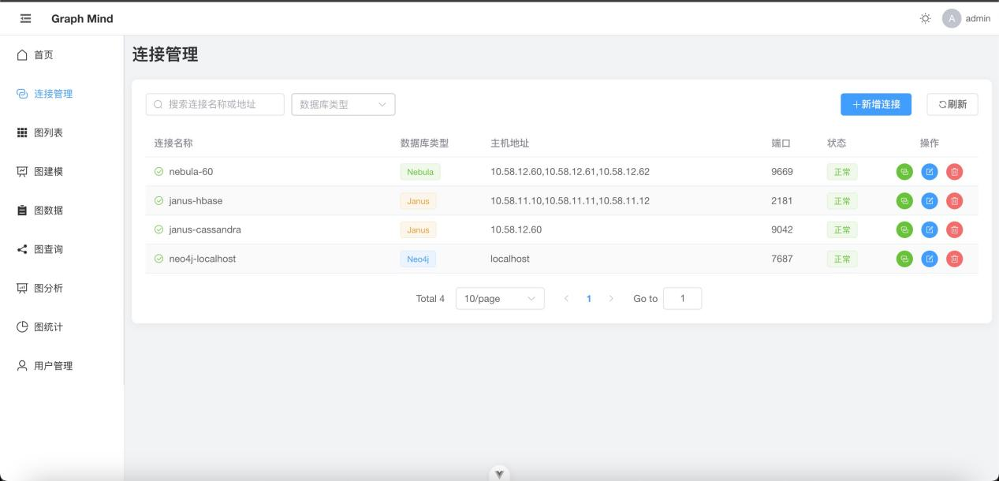 Graph Mind
A admin
首页
连接管理
图列表
图建模
图数据
图查询
图分析
图统计
用户管理
连接管理
搜索连接名称或地址 数据库类型 新增连接 刷新
连接名称 数据库类型 主机地址 端口 状态 操作
nebula-60 Nebula 10.58.12.60,10.58.12.61,10.58.12.62 9669 正常
janus-hbase Janus 10.58.11.10,10.58.11.11,10.58.11.12 2181 正常
janus-cassandra Janus 10.58.12.60 9042 正常
neo4j-localhost Neo4j localhost 7687 正常
Total 4 10/page 1 Go to 1